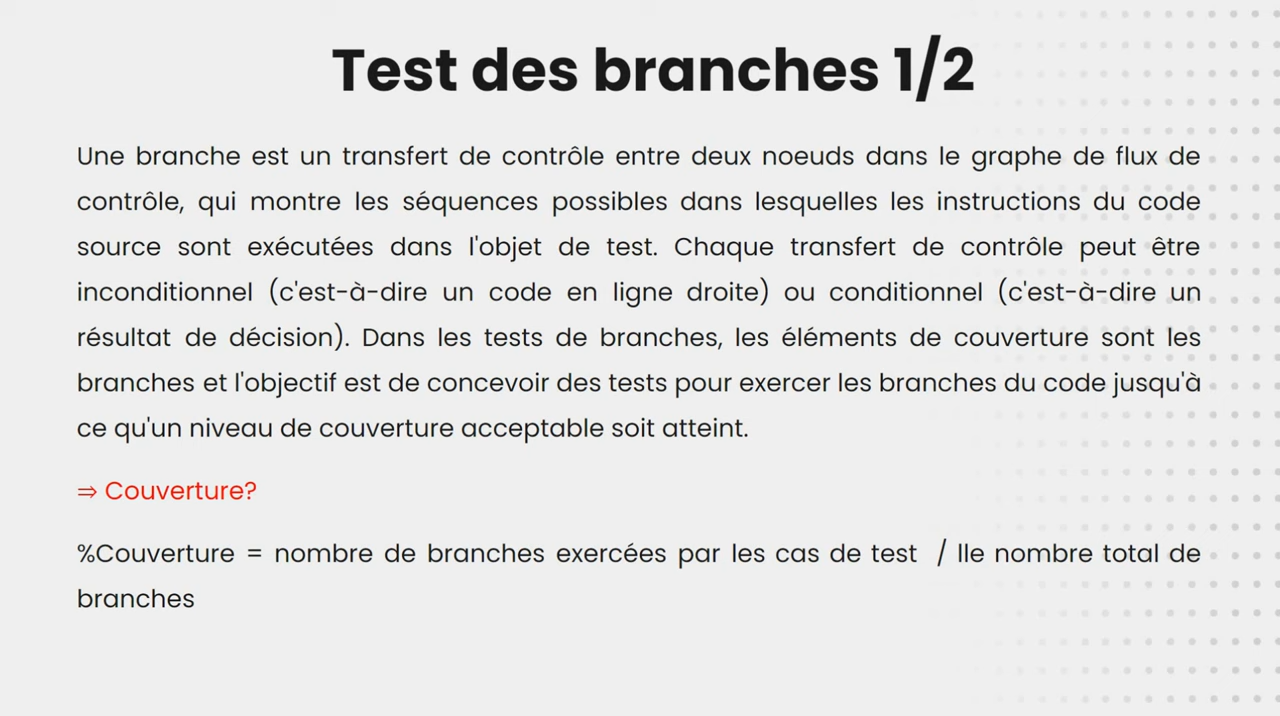 Test des branches 1/2
Une branche est un transfert de contrôle entre deux noeuds dans le graphe de flux de
contrôle, qui montre les séquences possibles dans lesquelles les instructions du code
source sont exécutées dans l'objet de test. Chaque transfert de contrôle peut être
inconditionnel (c'est-à-dire un code en ligne droite) ou conditionnel (c'est-à-dire un
résultat de décision). Dans les tests de branches, les éléments de couverture sont les
branches et l'objectif est de concevoir des tests pour exercer les branches du code jusqu'à
ce qu'un niveau de couverture acceptable soit atteint.
⇒ Couverture?
%Couverture = nombre de branches exercées par les cas de test / lle nombre total de
branches